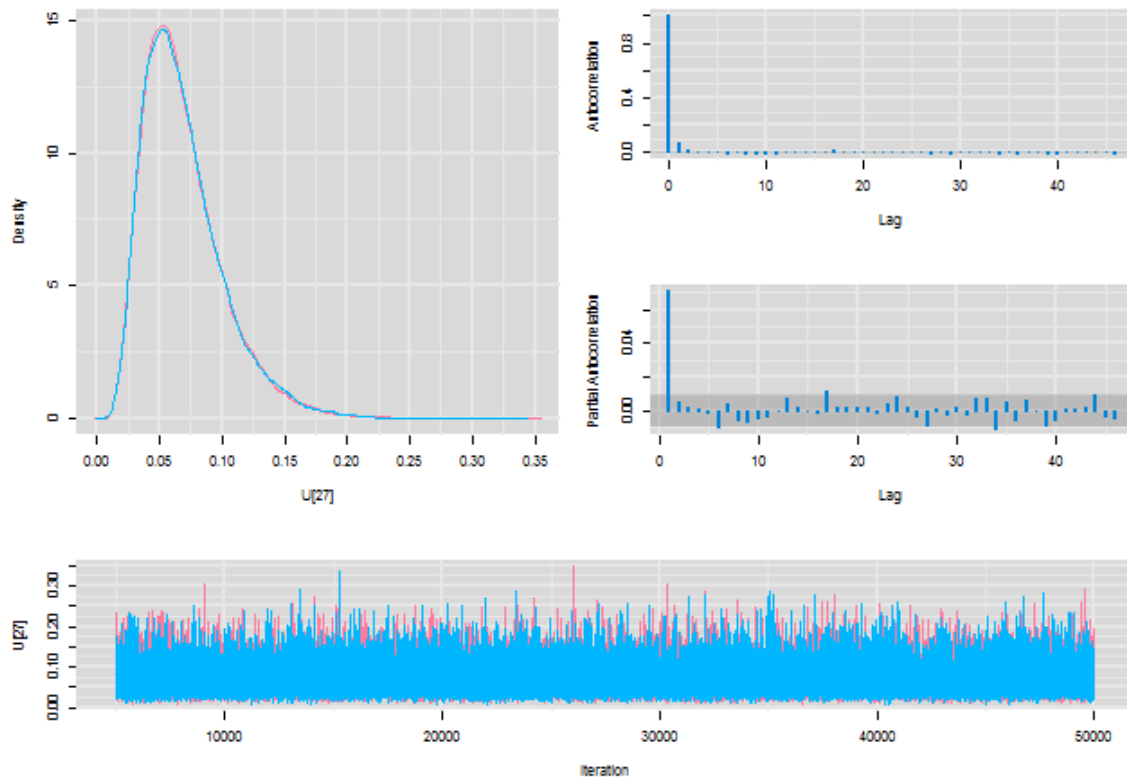 Density
15
10
5
0
0.00 0.05 0.10 0.15 0.20 0.25 0.30 0.35
U[27]
Autocorrelation
0.8
0.4
0.0
0 10 20 30 40
Lag
Partial Autocorrelation
0.04
0.00
0 10 20 30 40
Lag
U[27]
0.30
0.20
0.10
0.00
10000 20000 30000 40000 50000
Iteration